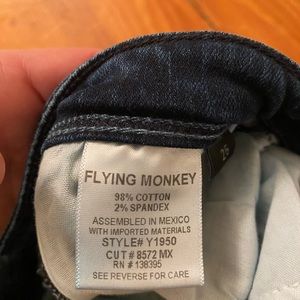 26
FLYING MONKEY
98% COTTON
2% SPANDEX
ASSEMBLED IN MEXICO
WITH IMPORTED MATERIALS
STYLE# Y1950
CUT# 8572 MX
RN # 138395
SEE REVERSE FOR CARE